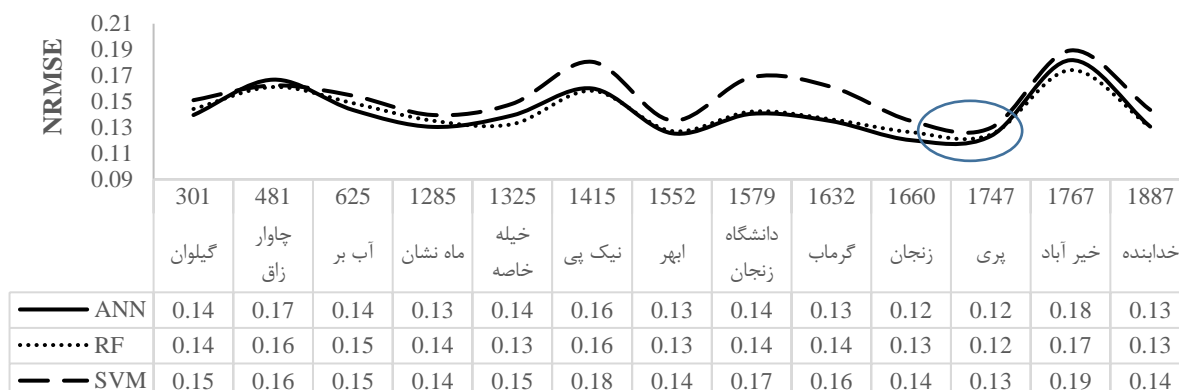 NRMSE
0.21
0.19
0.17
0.15
0.13
0.11
0.09
301 481 625 1285 1325 1415 1552 1579 1632 1660 1747 1767 1887
گیلوان
چاوار
زاق
آب بر
ماه نشان
خیله
خاصه
نیک پی
ابهر
دانشگاه
زنجان
گرماب
زنجان
پری
خیر آباد
خدابنده
ANN 0.14 0.17 0.14 0.13 0.14 0.16 0.13 0.14 0.13 0.12 0.12 0.18 0.13
RF 0.14 0.16 0.15 0.14 0.13 0.16 0.13 0.14 0.14 0.13 0.12 0.17 0.13
SVM 0.15 0.16 0.15 0.14 0.15 0.18 0.14 0.17 0.16 0.14 0.13 0.19 0.14